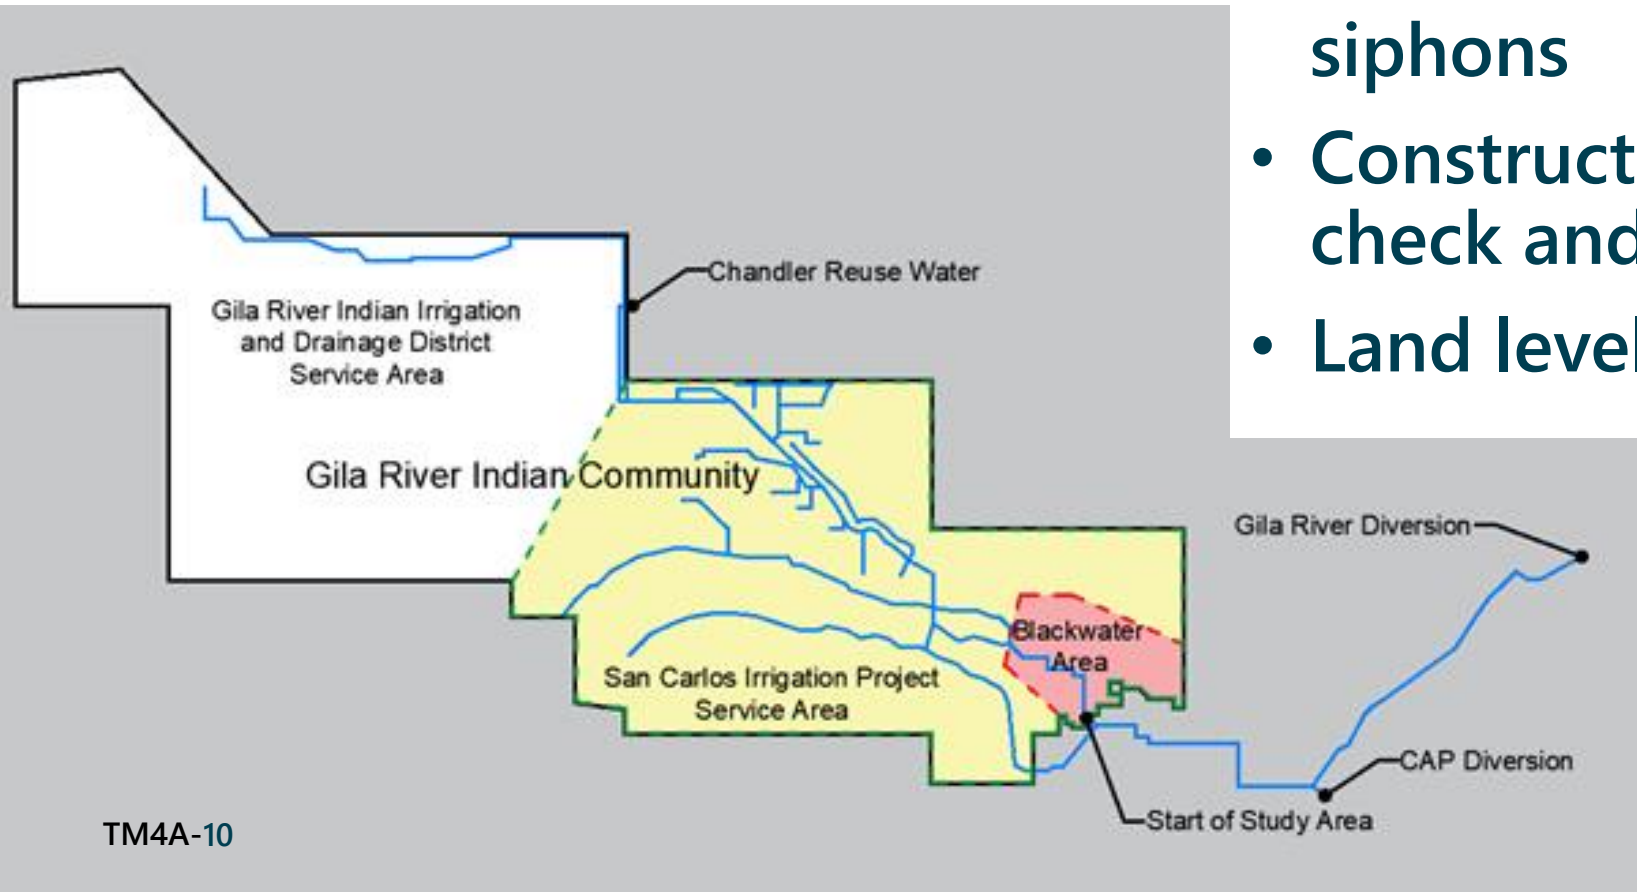 siphons
• Construct
check and
• Land level
Chandler Reuse Water
Gila River Indian Irrigation
and Drainage District
Service Area
Gila River Indian Community
Gila River Diversion
Blackwater
Area
San Carlos Irrigation Project
Service Area
CAP Diversion
Start of Study Area
TM4A-10